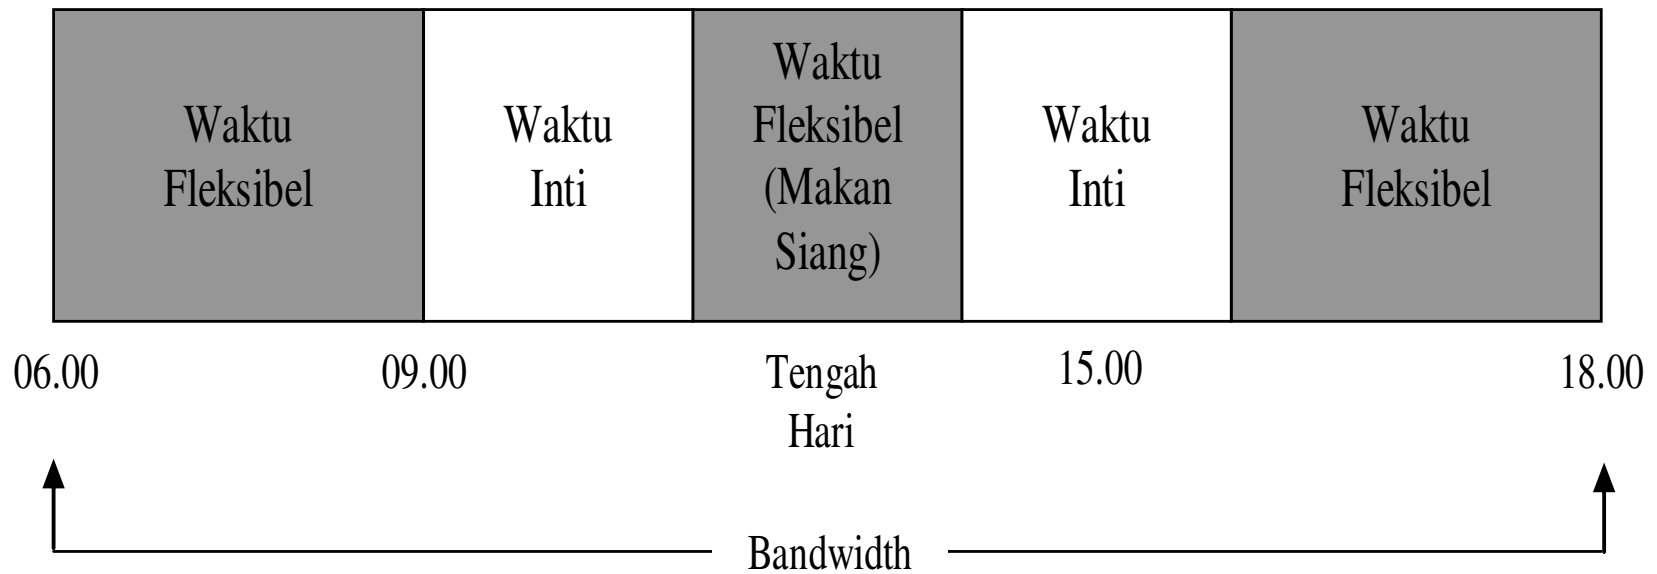 Waktu
Fleksibel
Waktu
Inti
Waktu
Fleksibel
(Makan
Siang)
Waktu
Inti
Waktu
Fleksibel
06.00
09.00
Tengah
Hari
15.00
18.00
Bandwidth